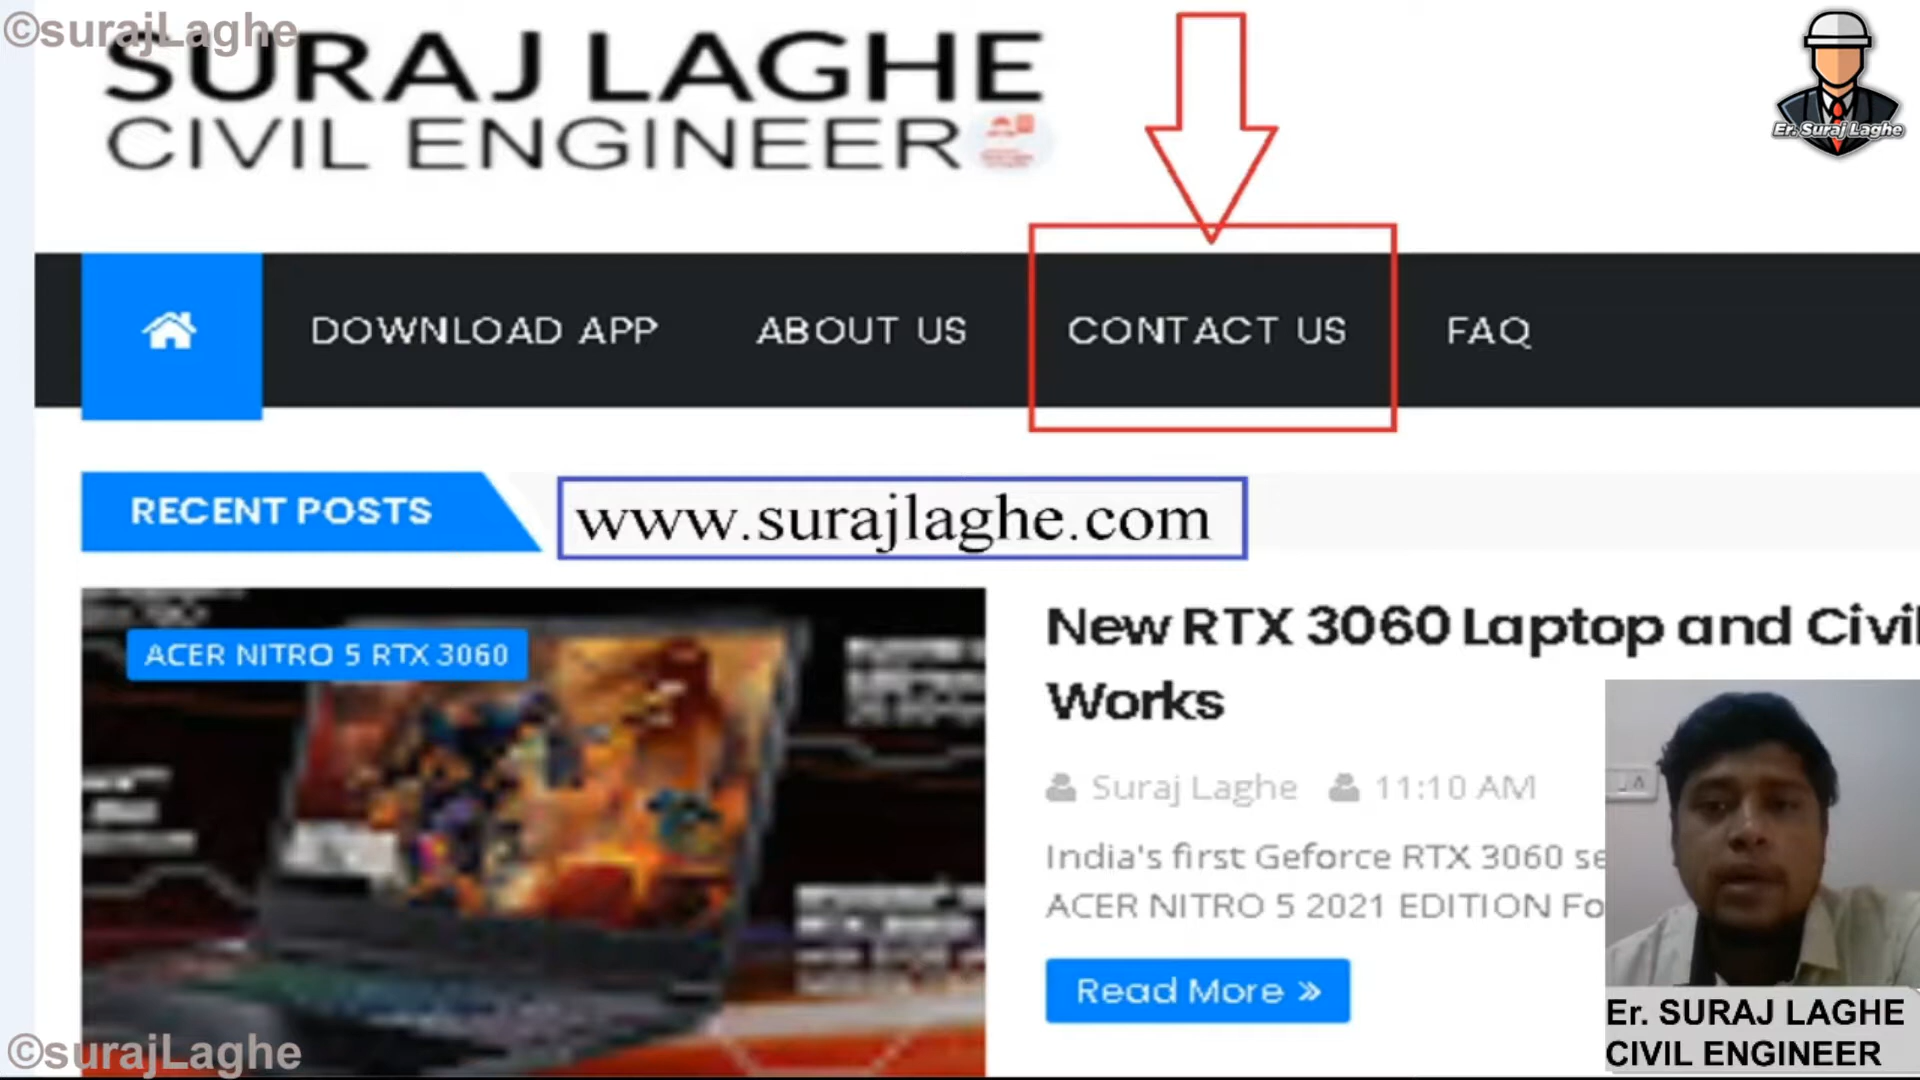 ©surajLaghe
SURAJ LAGHE
CIVIL ENGINEER
Er. Suraj Laghe
DOWNLOAD APP
ABOUT US
CONTACT US
FAQ
RECENT POSTS
www.surajlaghe.com
ACER NITRO 5 RTX 3060
New RTX 3060 Laptop and Civil
Works
Suraj Laghe 11:10 AM
India's first Geforce RTX 3060 se
ACER NITRO 5 2021 EDITION Fo
Read More »
Er. SURAJ LAGHE
CIVIL ENGINEER
©surajLaghe